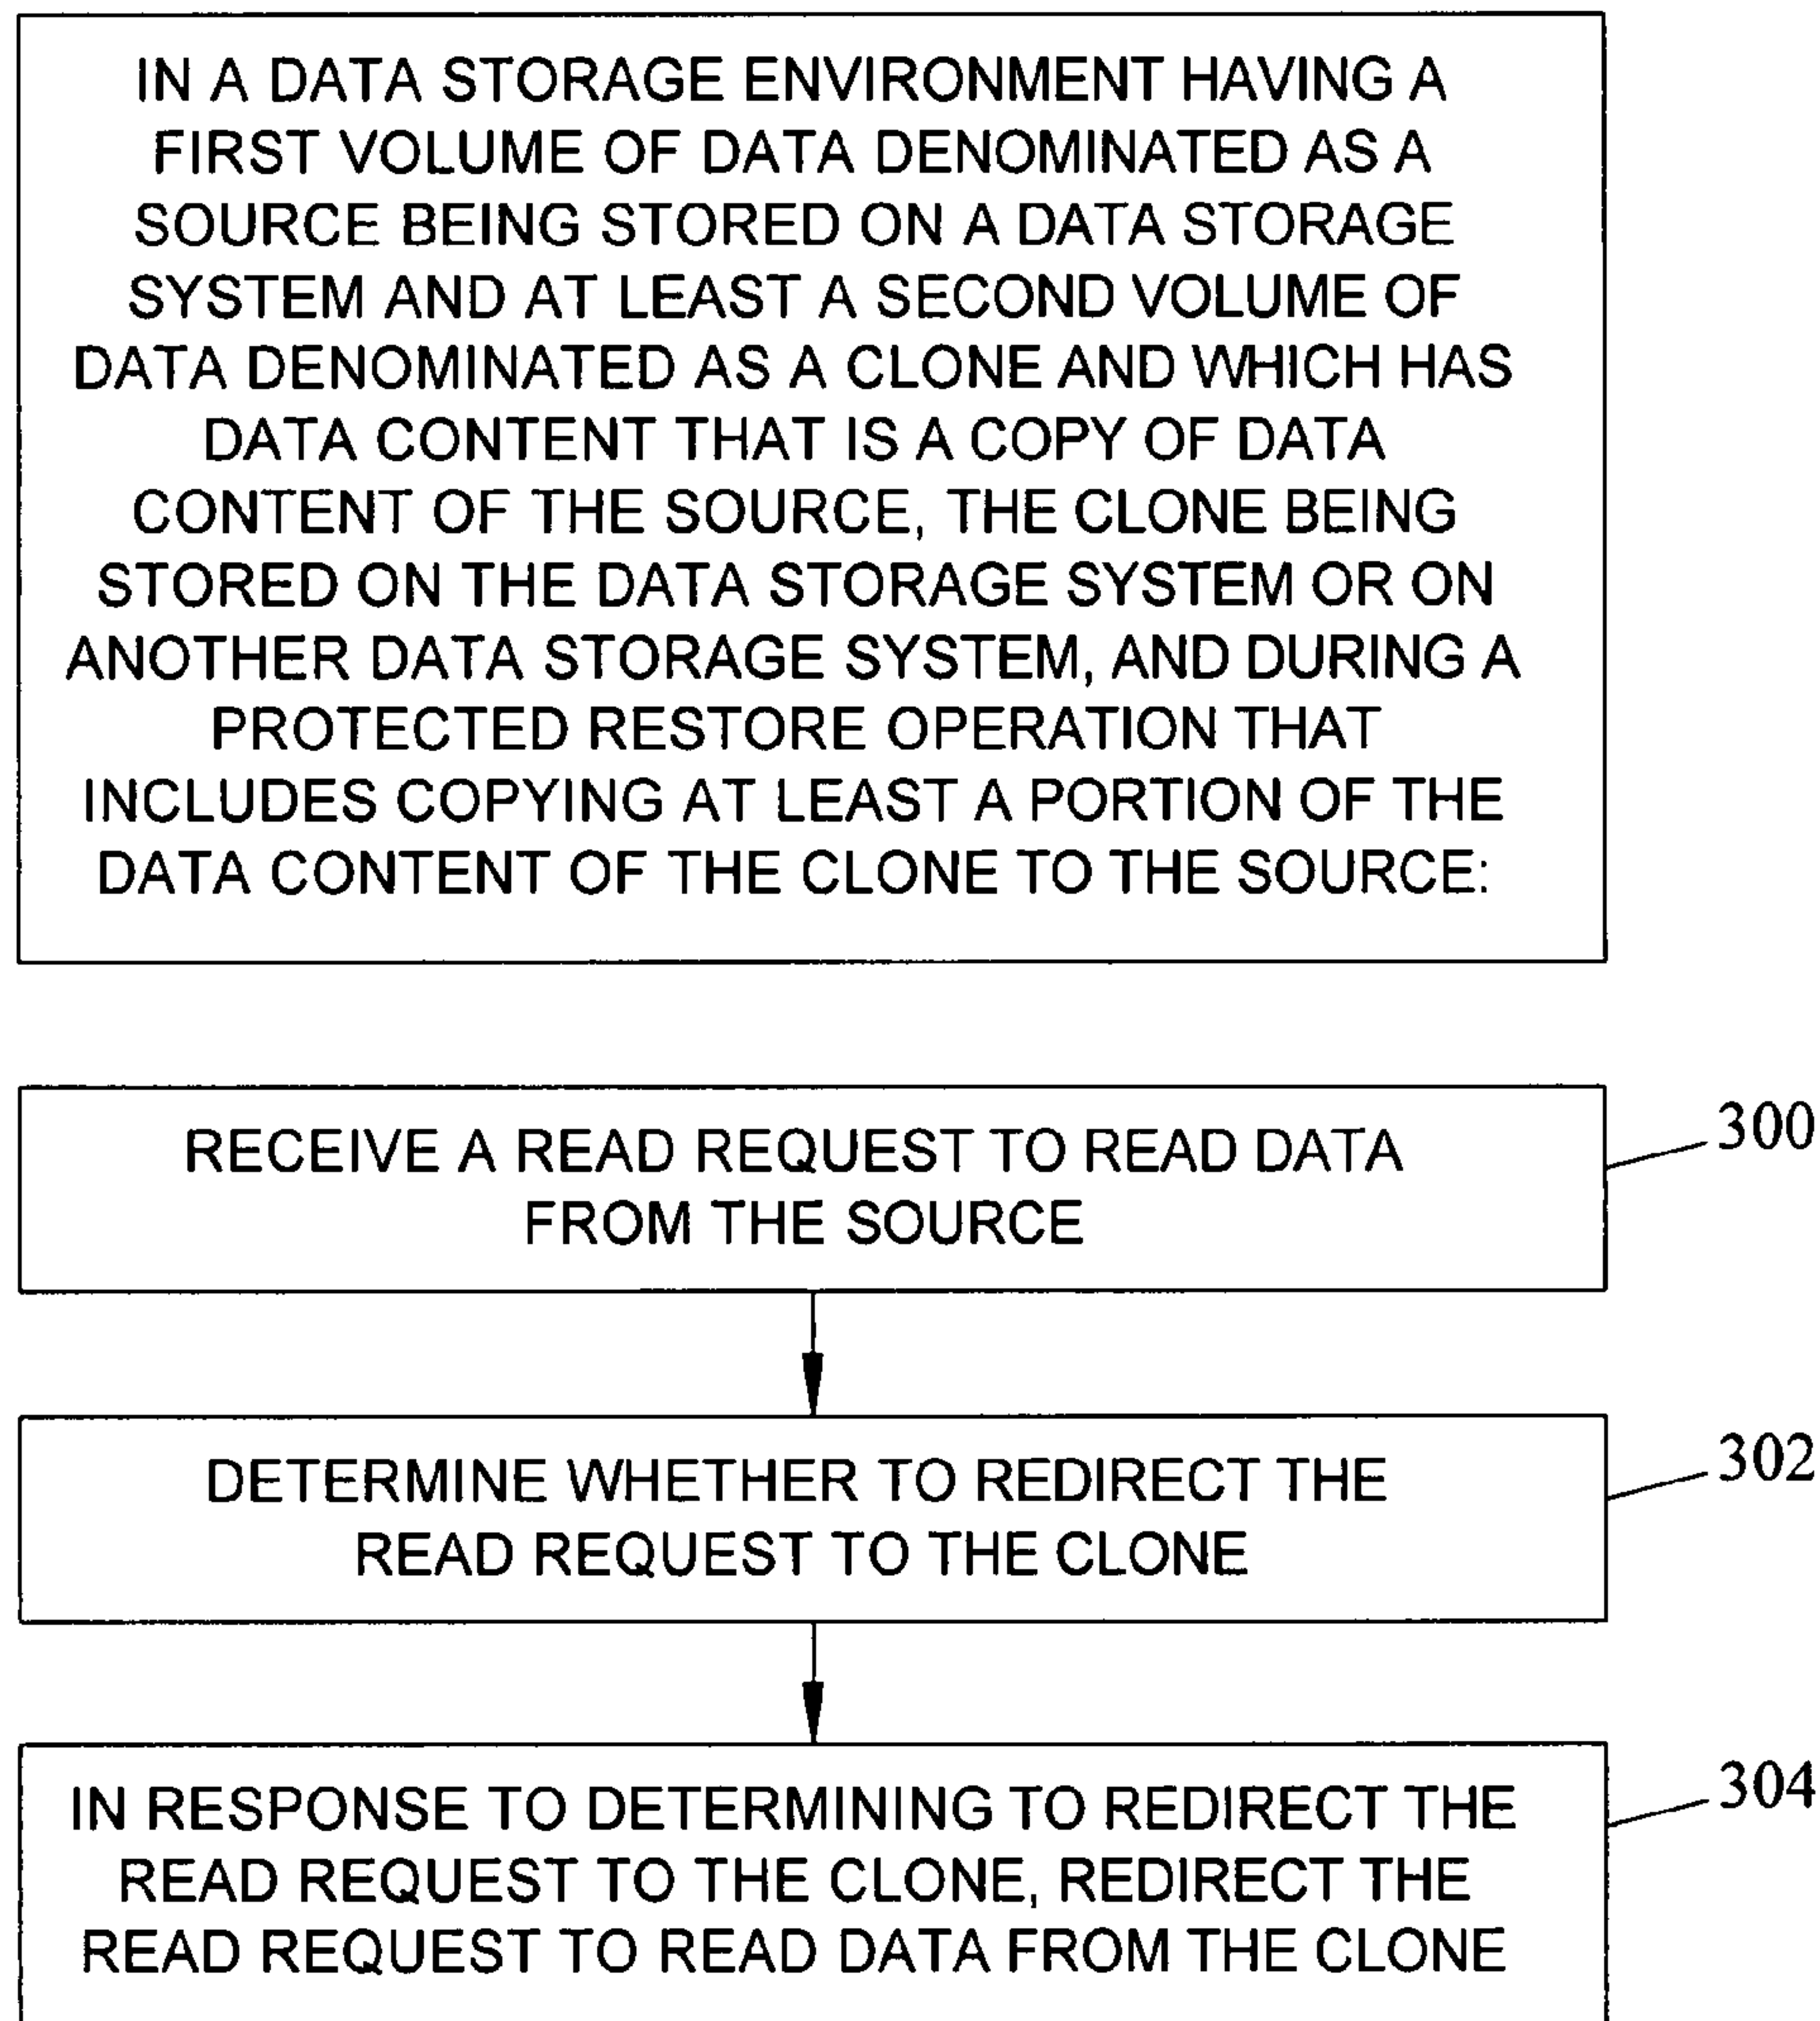 IN A DATA STORAGE ENVIRONMENT HAVING A
FIRST VOLUME OF DATA DENOMINATED AS A
SOURCE BEING STORED ON A DATA STORAGE
SYSTEM AND AT LEAST A SECOND VOLUME OF
DATA DENOMINATED AS A CLONE AND WHICH HAS
DATA CONTENT THAT IS A COPY OF DATA
CONTENT OF THE SOURCE, THE CLONE BEING
STORED ON THE DATA STORAGE SYSTEM OR ON
ANOTHER DATA STORAGE SYSTEM, AND DURING A
PROTECTED RESTORE OPERATION THAT
INCLUDES COPYING AT LEAST A PORTION OF THE
DATA CONTENT OF THE CLONE TO THE SOURCE:
RECEIVE A READ REQUEST TO READ DATA
FROM THE SOURCE
300
DETERMINE WHETHER TO REDIRECT THE
READ REQUEST TO THE CLONE
302
IN RESPONSE TO DETERMINING TO REDIRECT THE
READ REQUEST TO THE CLONE, REDIRECT THE
READ REQUEST TO READ DATA FROM THE CLONE
304